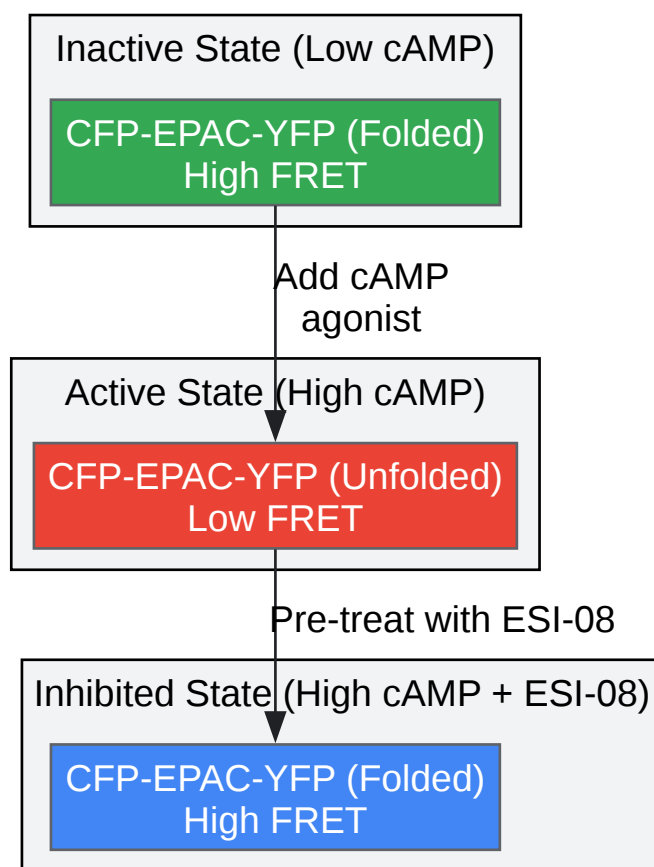 Inactive State (Low cAMP)
CFP-EPAC-YFP (Folded)
High FRET
Add cAMP
agonist
Active State (High cAMP)
CFP-EPAC-YFP (Unfolded)
Low FRET
Pre-treat with ESI-08
Inhibited State (High cAMP + ESI-08)
CFP-EPAC-YFP (Folded)
High FRET